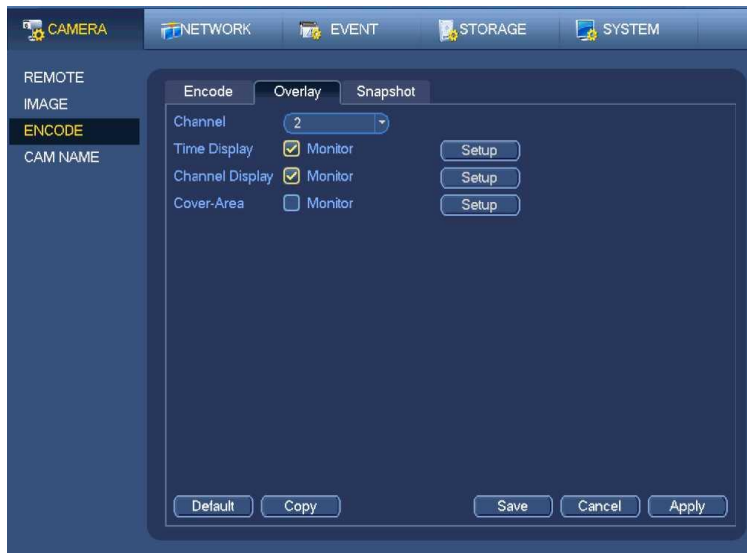 CAMERA NETWORK EVENT STORAGE SYSTEM
REMOTE
IMAGE
ENCODE
CAM NAME
Encode Overlay Snapshot
Channel 2
Time Display Monitor Setup
Channel Display Monitor Setup
Cover-Area Monitor Setup
Default Copy Save Cancel Apply